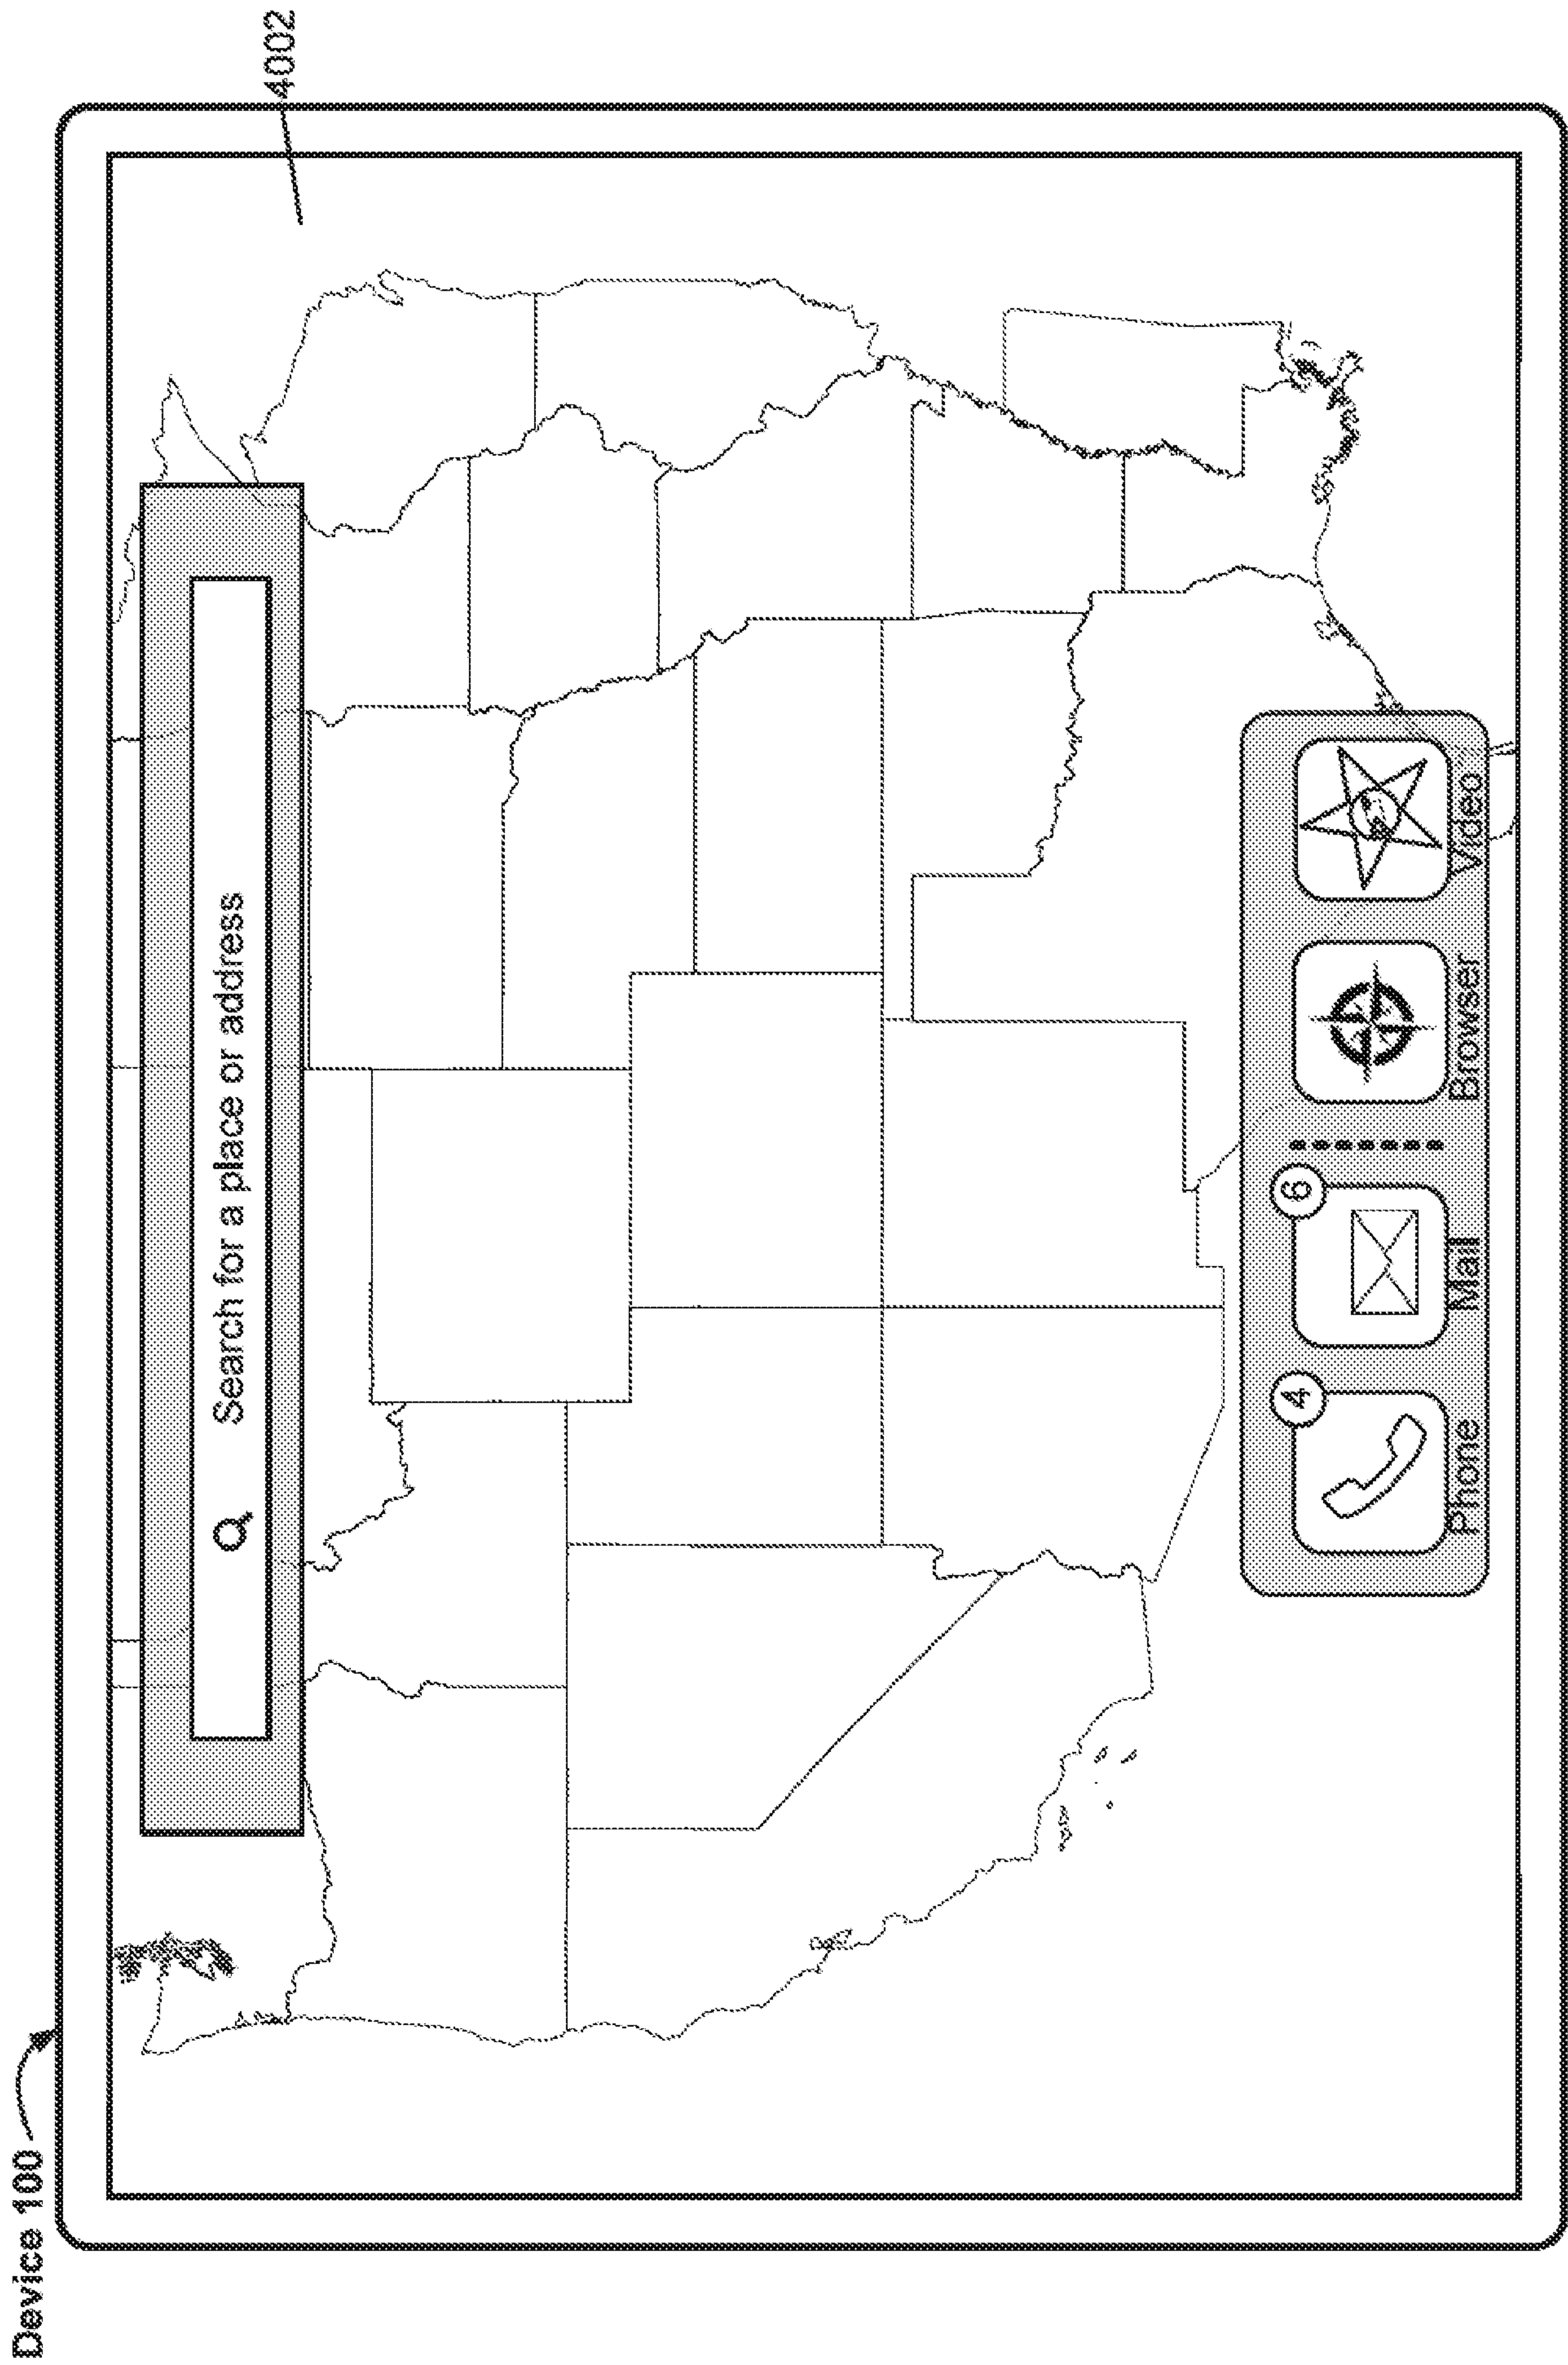 Device 100
4002
Search for a place or address
4
6
Phone
Mail
Browser
Video